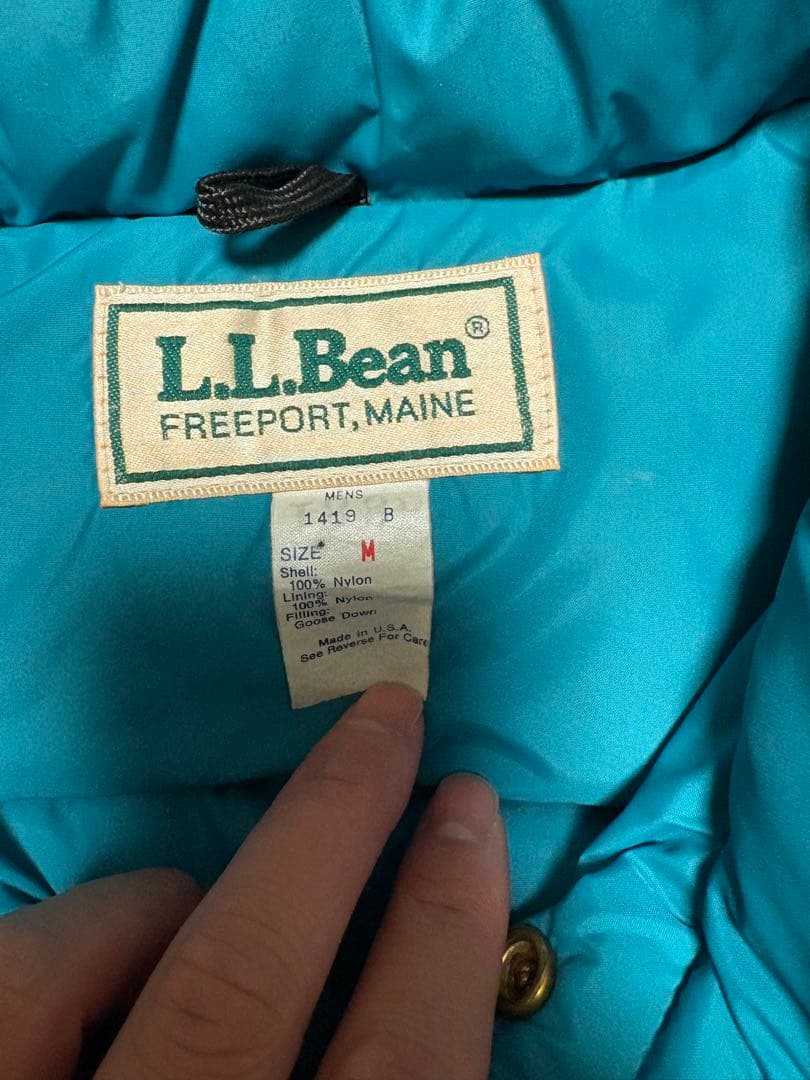 L.L.Bean®
FREEPORT, MAINE
MENS
1419 B
SIZE M
Shell:
100% Nylon
Lining:
100% Nylon
Filling:
Goose Down
Made in U.S.A.
See Reverse For Care